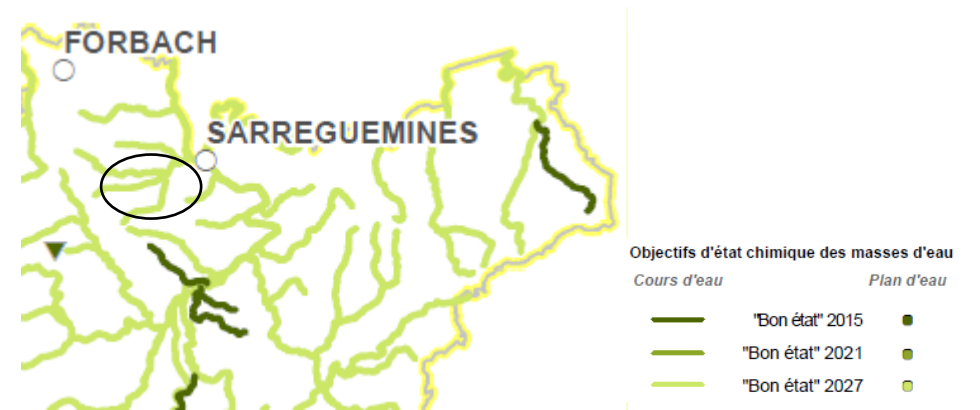 FORBACH
SARREGUEMINES
Objectifs d'état chimique des masses d'eau
Cours d'eau Plan d'eau
"Bon état" 2015
"Bon état" 2021
"Bon état" 2027